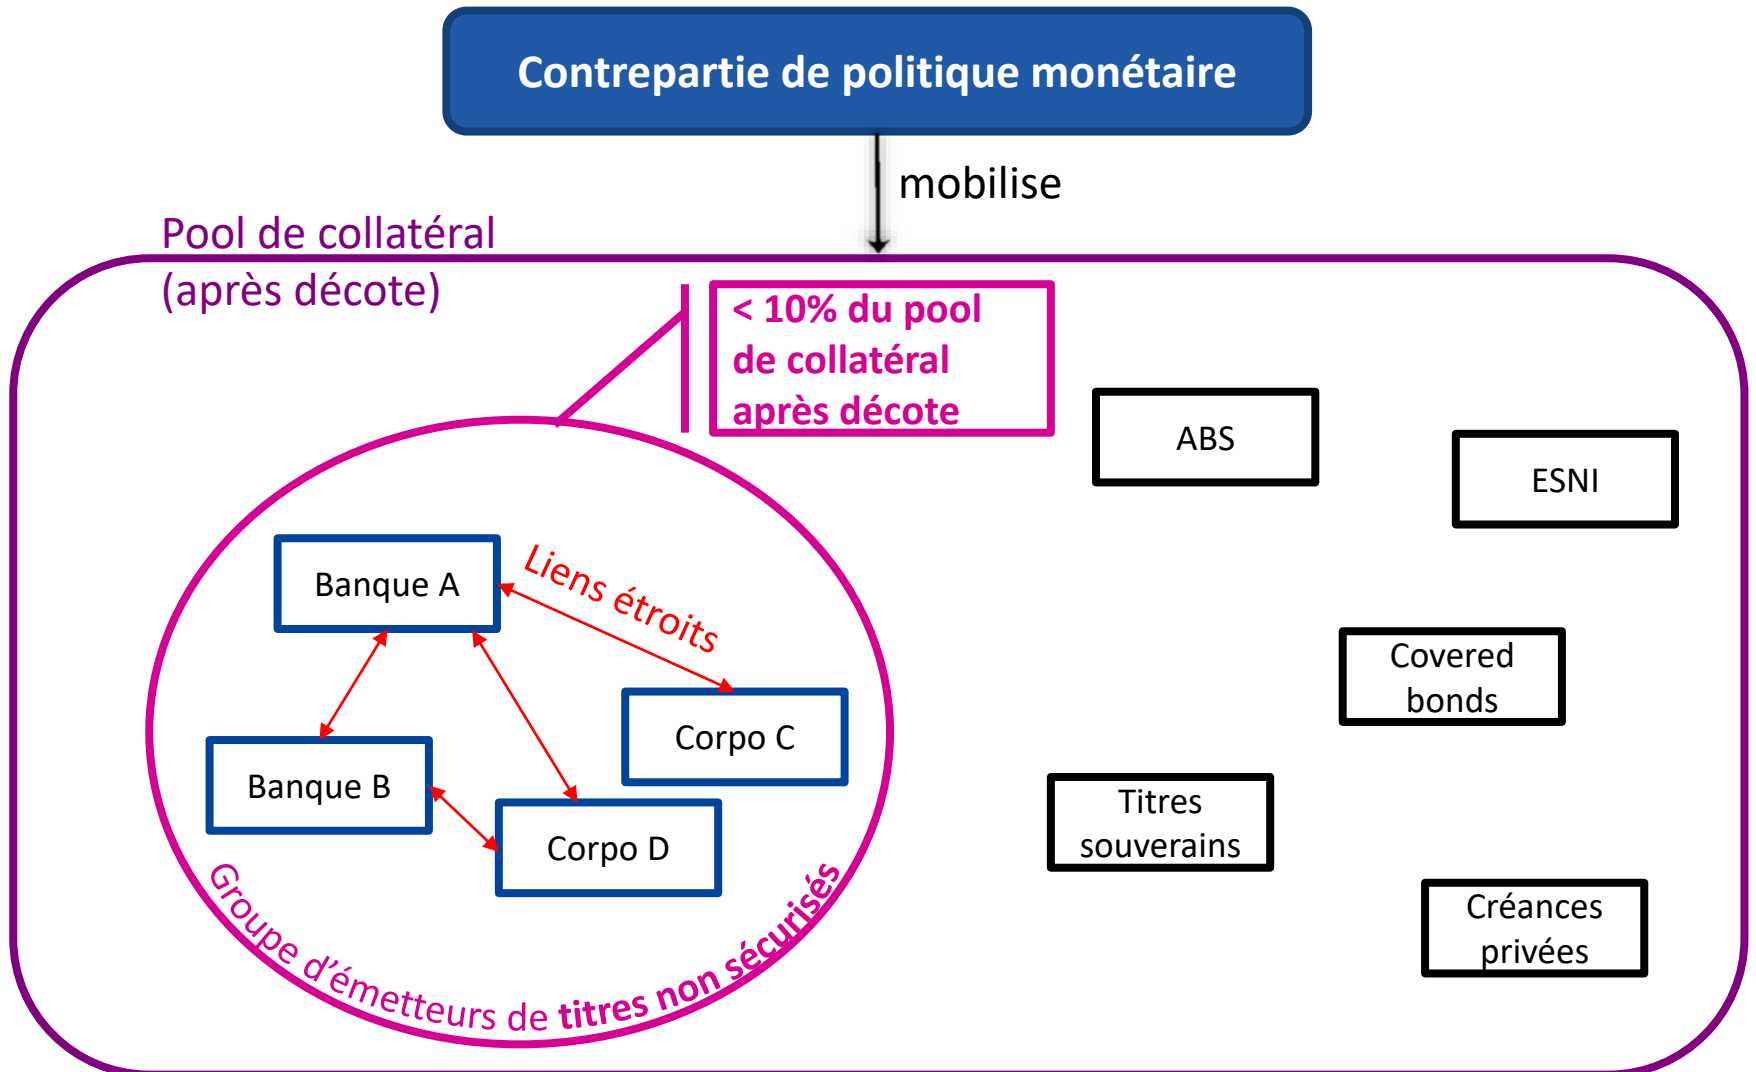 Contrepartie de politique monétaire
mobilise
Pool de collatéral
(après décote)
< 10% du pool
de collatéral
après décote
ABS
ESNI
Banque A
Liens étroits
Covered
bonds
Corpo C
Banque B
Titres
souverains
Corpo D
Créances
privées
Groupe d’émetteurs de titres non sécurisés